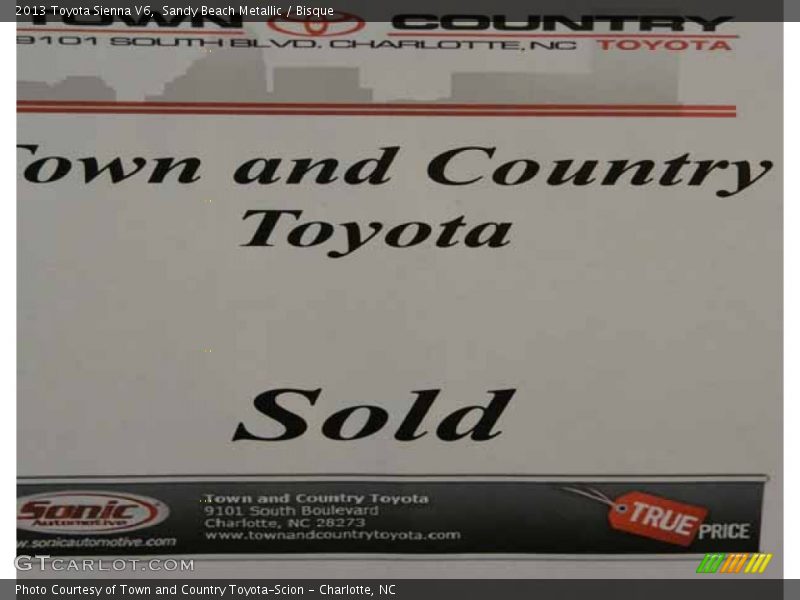 2013 Toyota Sienna V6, Sandy Beach Metallic / Bisque
TOWN COUNTRY
9101 SOUTH BLVD. CHARLOTTE, NC TOYOTA
Town and Country
Toyota
Sold
Sonic
Automotive
w.sonicautomotive.com
Town and Country Toyota
9101 South Boulevard
Charlotte, NC 28273
www.townandcountrytoyota.com
TRUE PRICE
GTCARLOT.COM
Photo Courtesy of Town and Country Toyota-Scion - Charlotte, NC